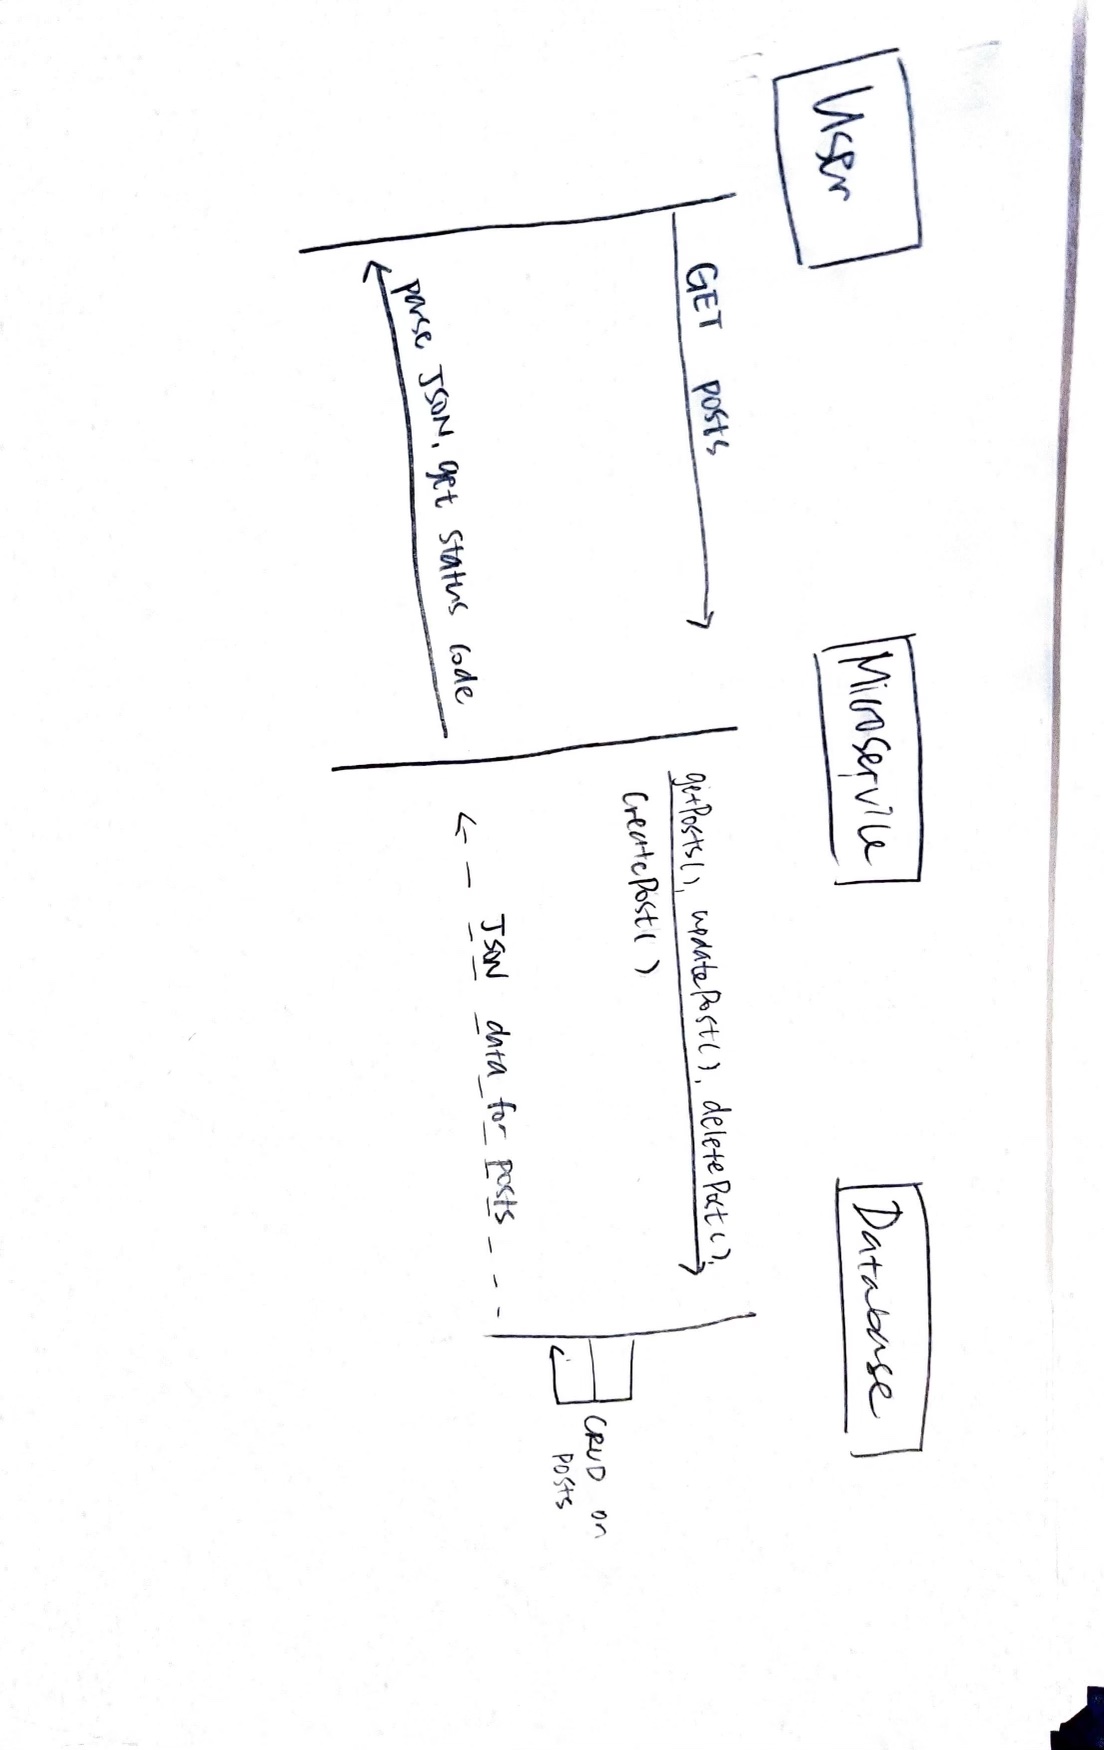 User
Microservice
Database
GET posts
getPosts(), updatePost(), deletePost(),
createPost()
CRUD on
posts
JSON data for posts
parse JSON, get status code